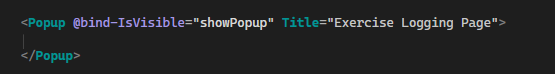 <Popup @bind-IsVisible="showPopup" Title="Exercise Logging Page">
</Popup>